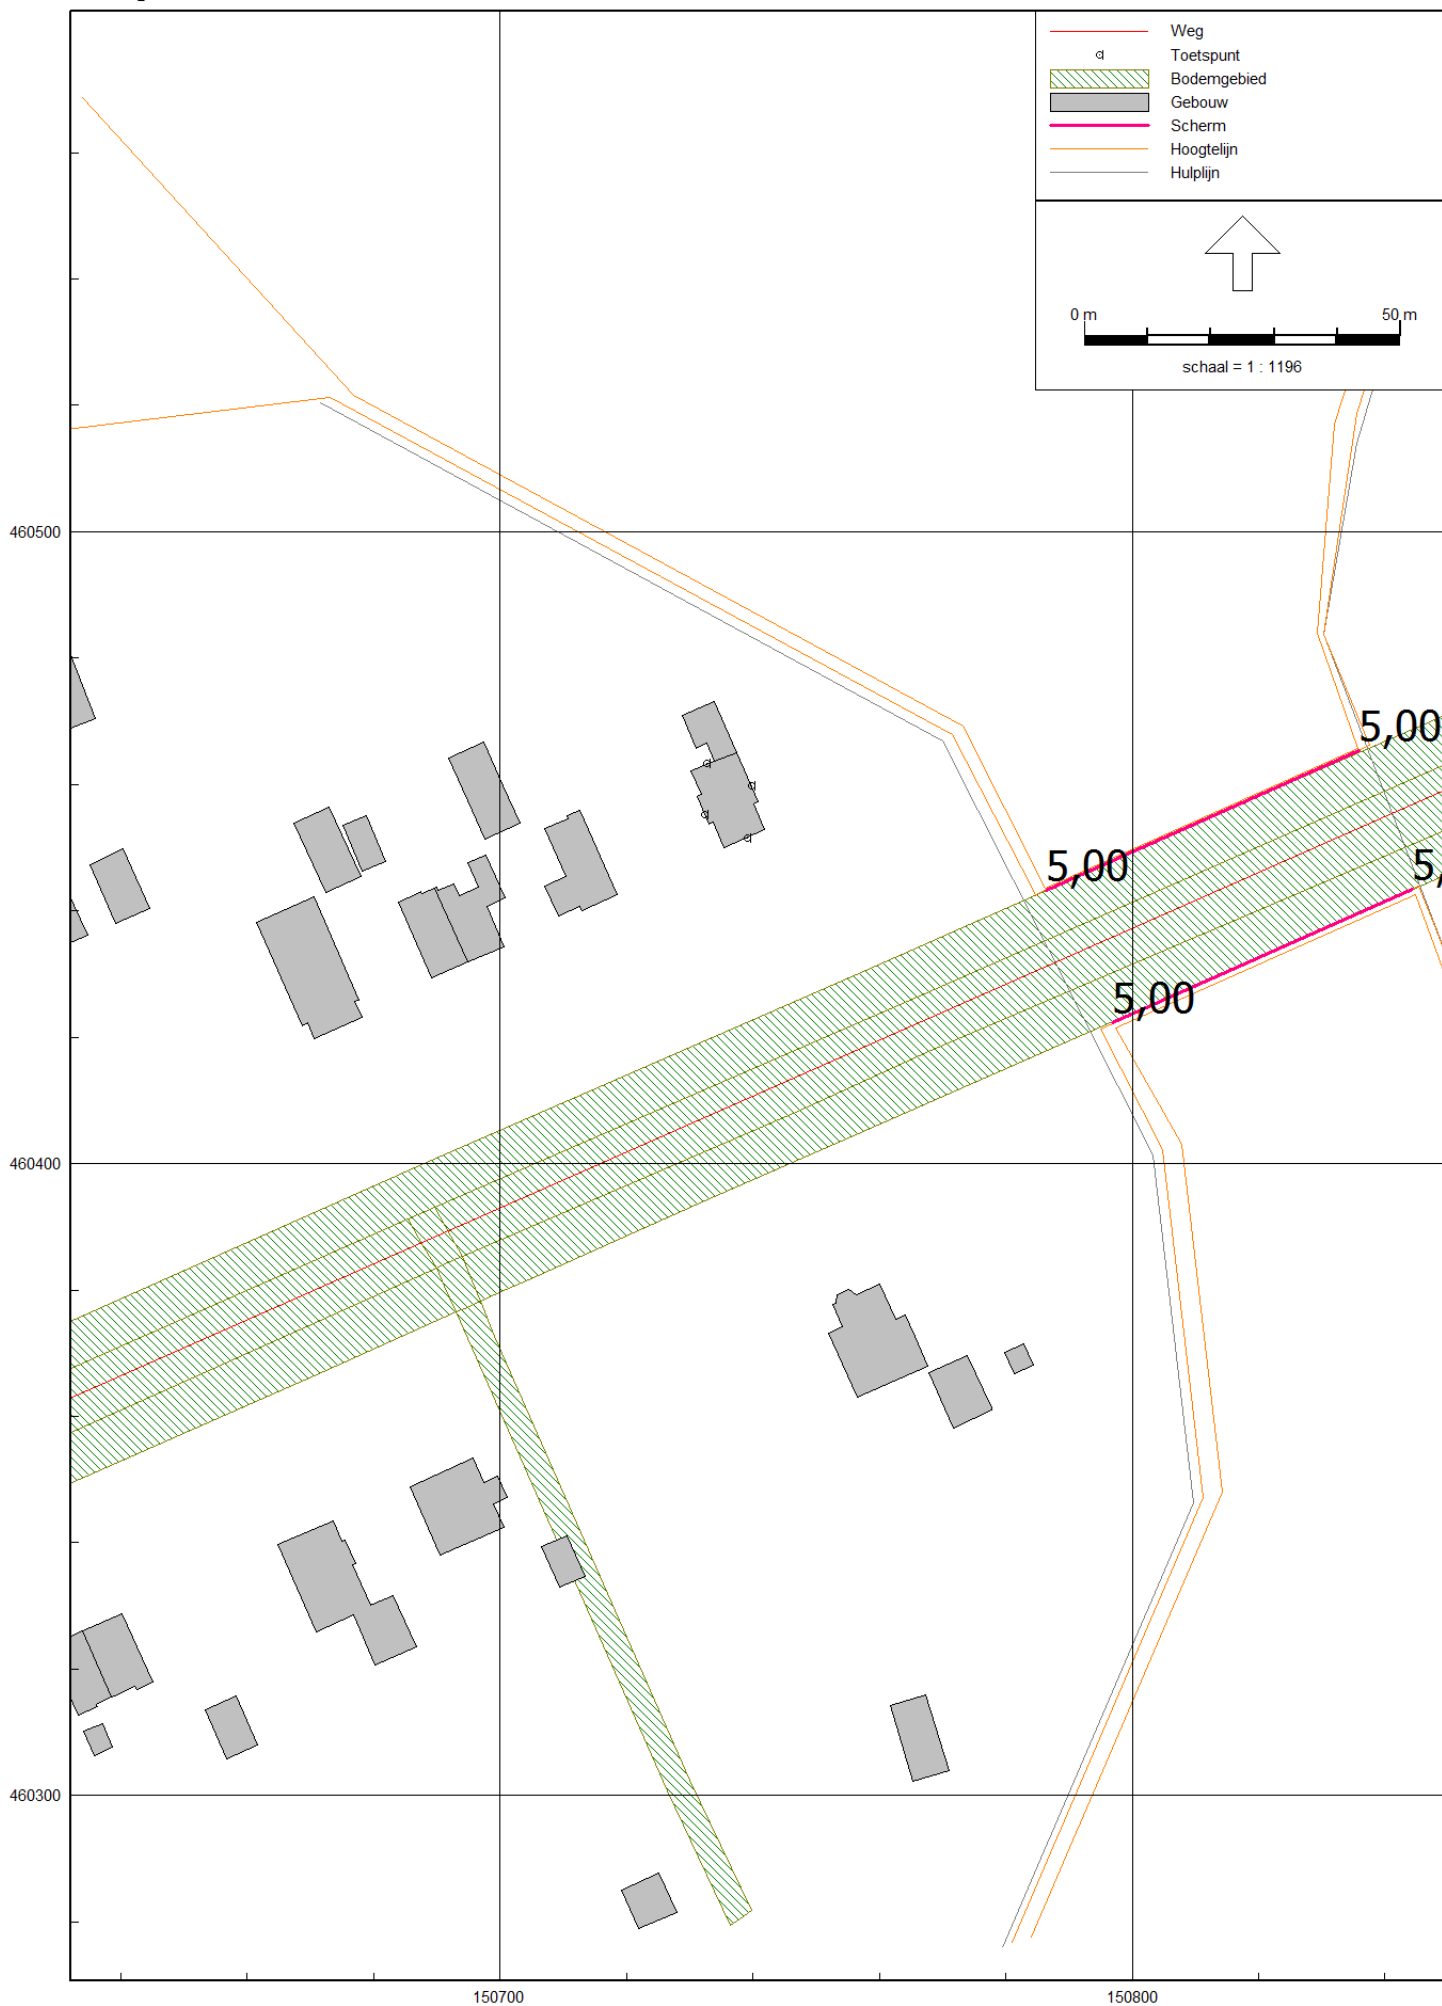 Weg
Toetspunt
Bodemgebied
Gebouw
Scherm
Hoogtelijn
Hulplijn
0 m 50 m
schaal = 1 : 1196
460500
5,00
5,00
5,
5,00
460400
460300
150700 150800